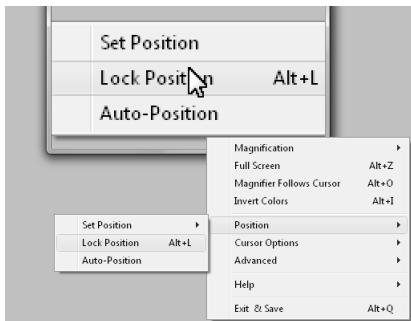 Set Position
Lock Position Alt+L
Auto-Position
Magnification
Full Screen Alt+Z
Magnifier Follows Cursor Alt+O
Invert Colors Alt+I
Position
Cursor Options
Advanced
Help
Exit & Save Alt+Q
Set Position
Lock Position Alt+L
Auto-Position